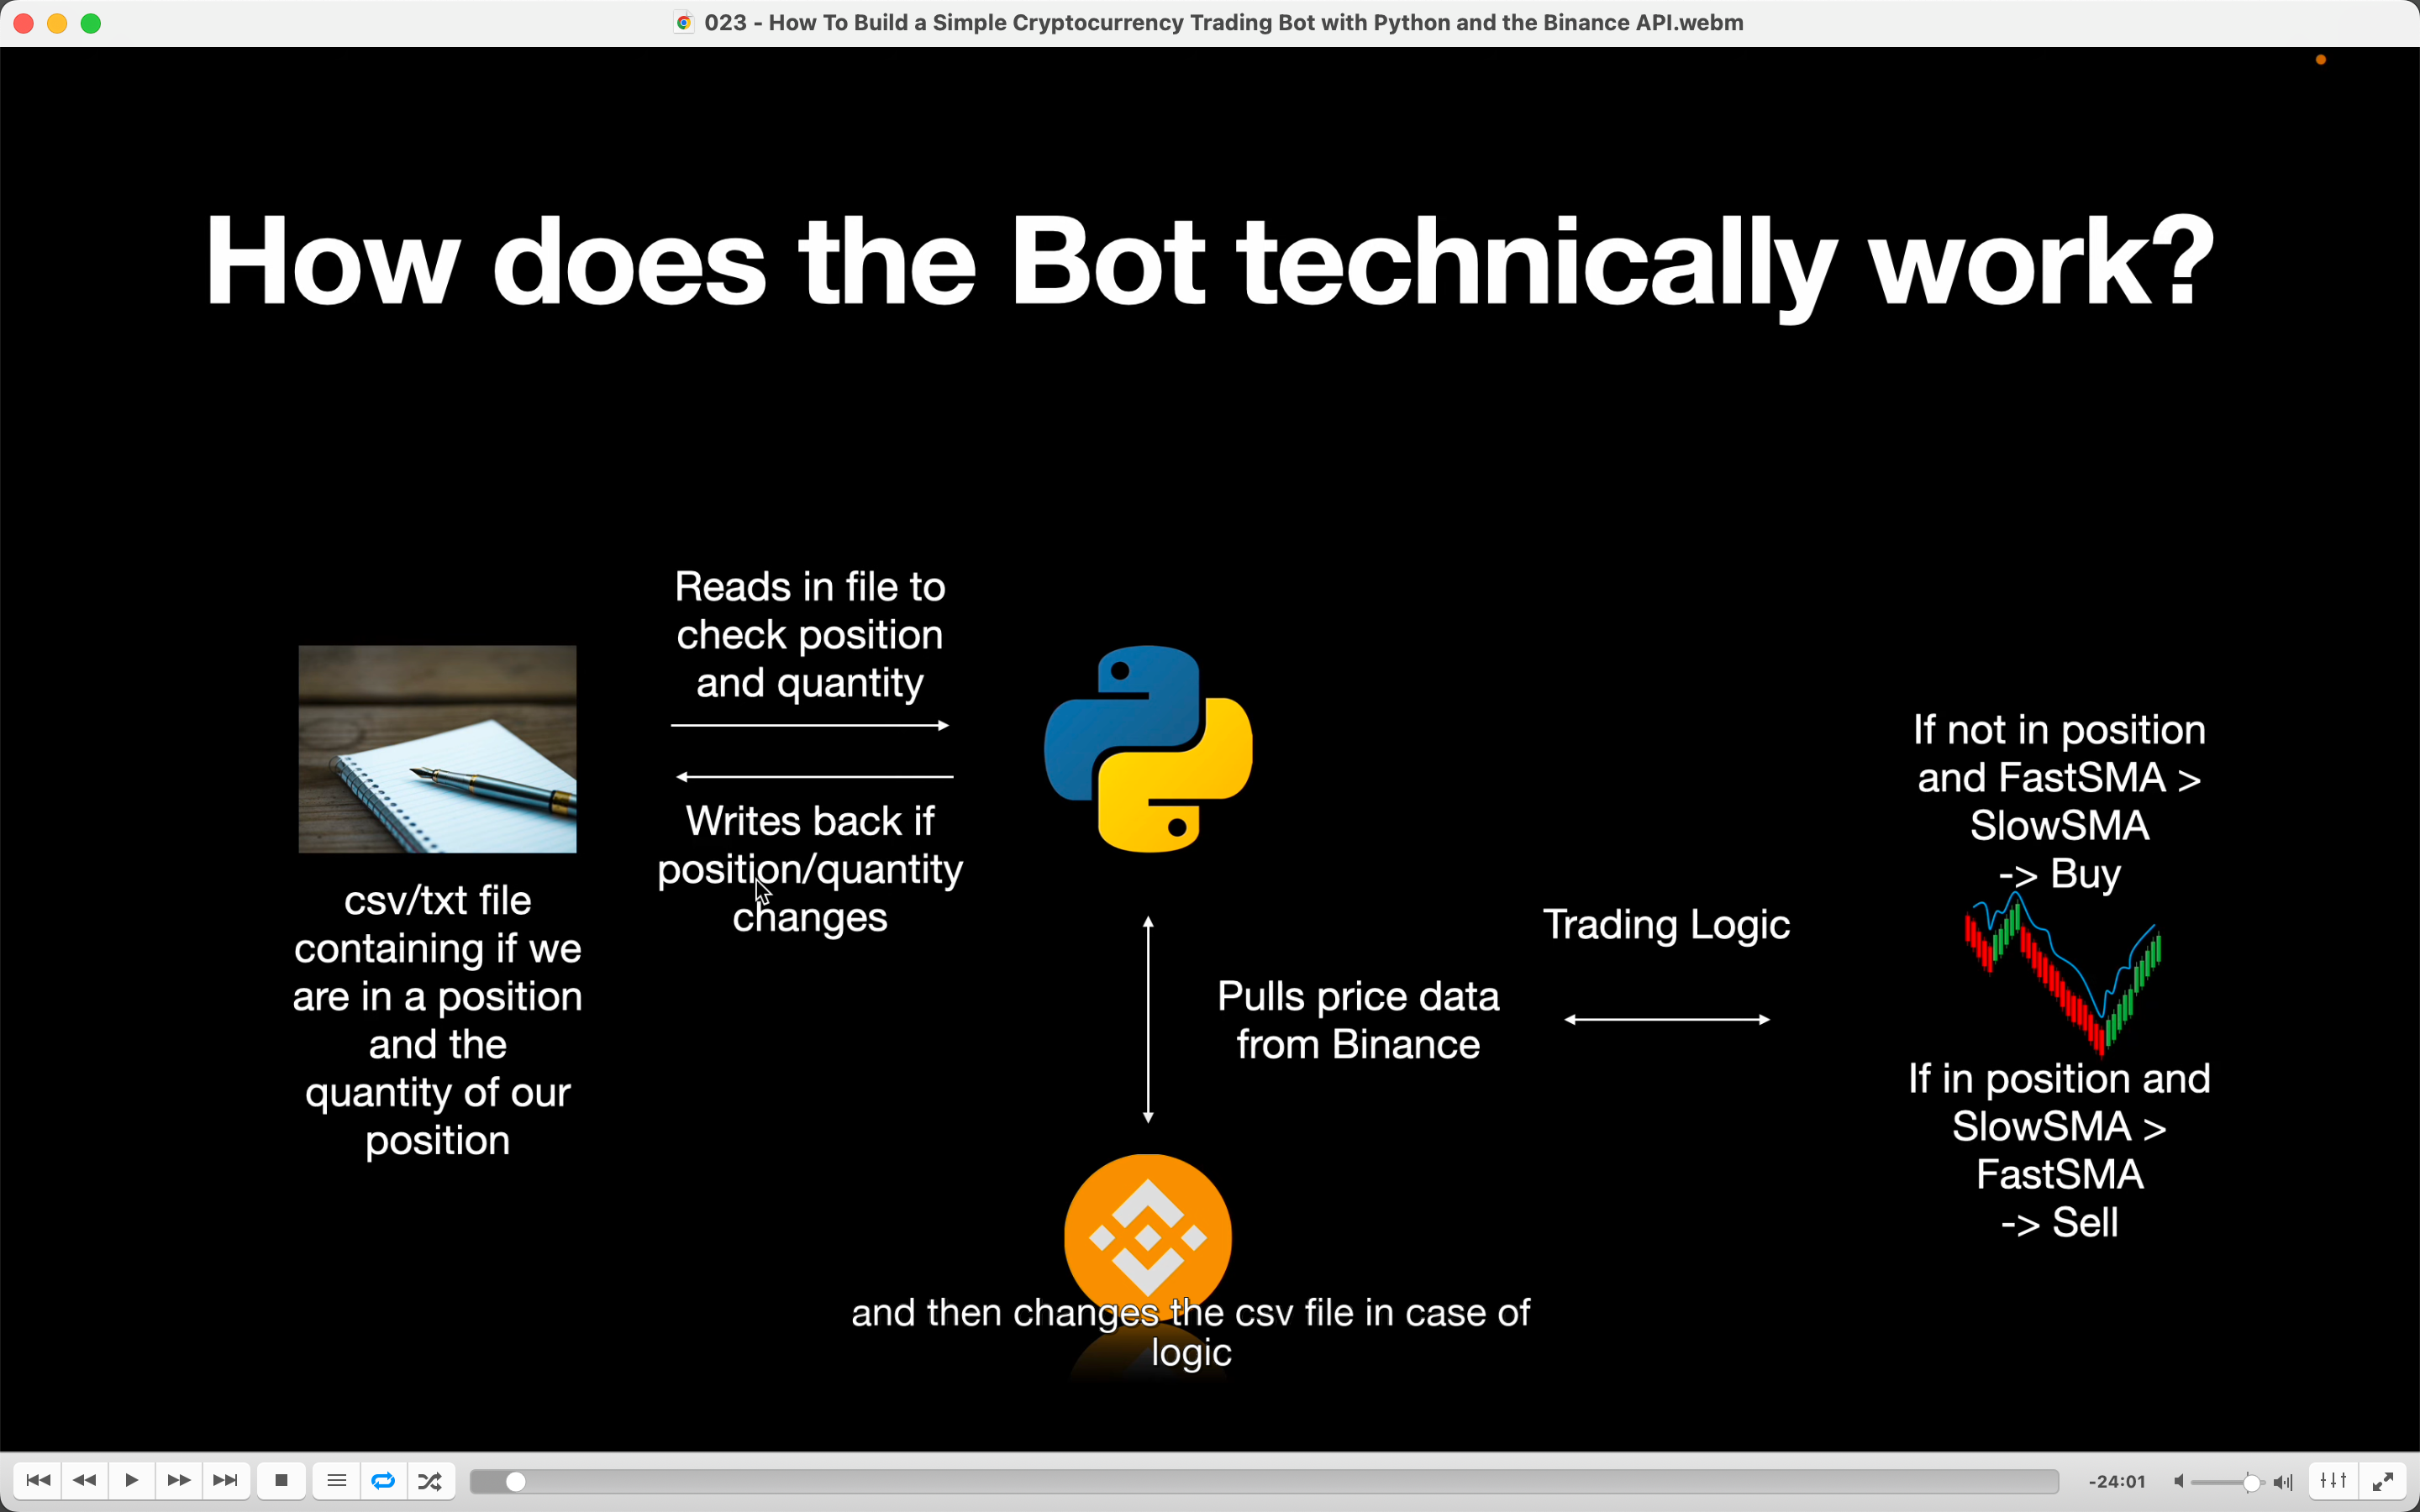 023 - How To Build a Simple Cryptocurrency Trading Bot with Python and the Binance API.webm
How does the Bot technically work?
Reads in file to
check position
and quantity
Writes back if
position/quantity
changes
csv/txt file
containing if we
are in a position
and the
quantity of our
position
Pulls price data
from Binance
Trading Logic
If not in position
and FastSMA >
SlowSMA
-> Buy
If in position and
SlowSMA >
FastSMA
-> Sell
and then changes the csv file in case of
logic
-24:01